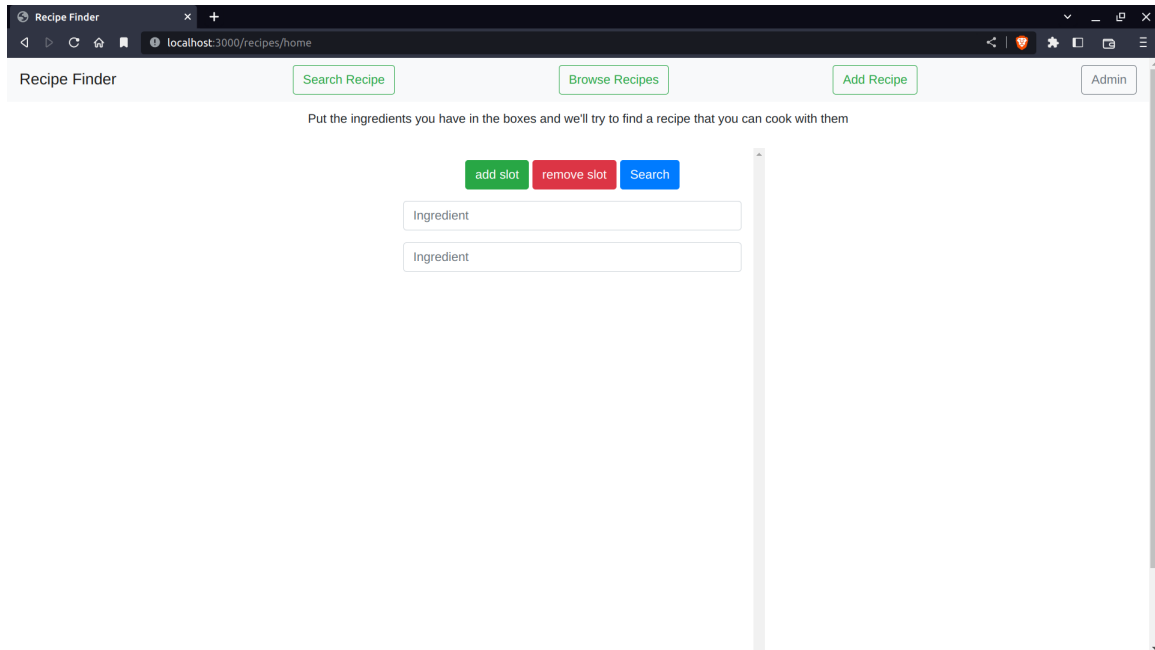 Recipe Finder
localhost:3000/recipes/home
Recipe Finder Search Recipe Browse Recipes Add Recipe Admin
Put the ingredients you have in the boxes and we'll try to find a recipe that you can cook with them
add slot remove slot Search
Ingredient
Ingredient